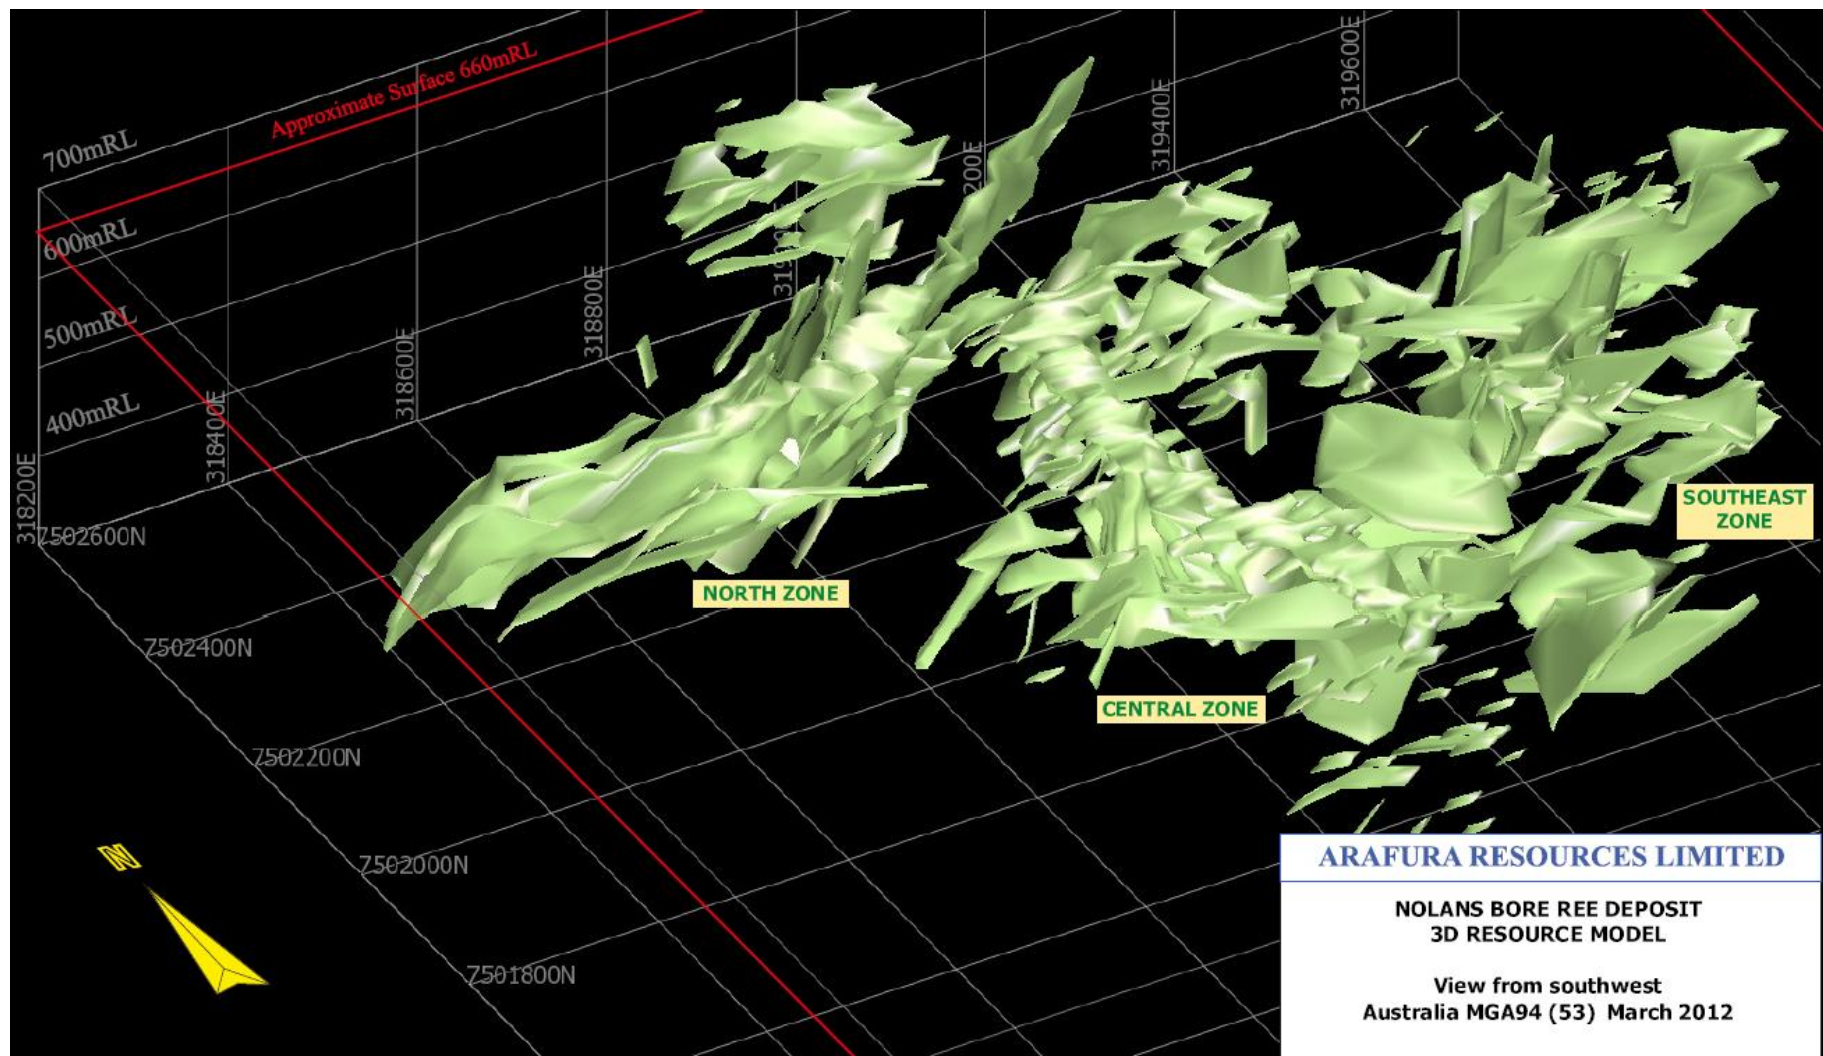 Approximate Surface 660mRL
700mRL
600mRL
500mRL
400mRL
318200E
318400E
318600E
318800E
200E
319400E
319600E
7502600N
7502400N
7502200N
7502000N
7501800N
NORTH ZONE
CENTRAL ZONE
SOUTHEAST
ZONE
N
ARAFURA RESOURCES LIMITED
NOLANS BORE REE DEPOSIT
3D RESOURCE MODEL
View from southwest
Australia MGA94 (53) March 2012